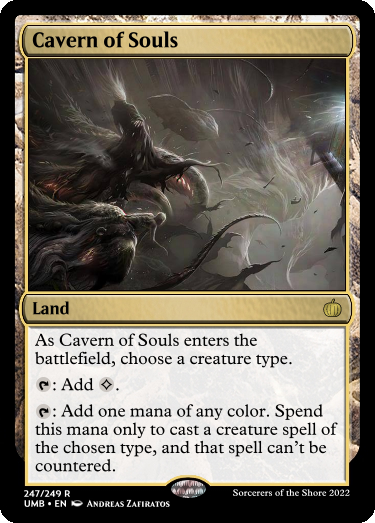 Cavern of Souls
Land
As Cavern of Souls enters the
battlefield, choose a creature type.
: Add .
: Add one mana of any color. Spend
this mana only to cast a creature spell of
the chosen type, and that spell can't be
countered.
247/249 R
Sorcerers of the Shore 2022
UMB • EN Andreas Zafiratos